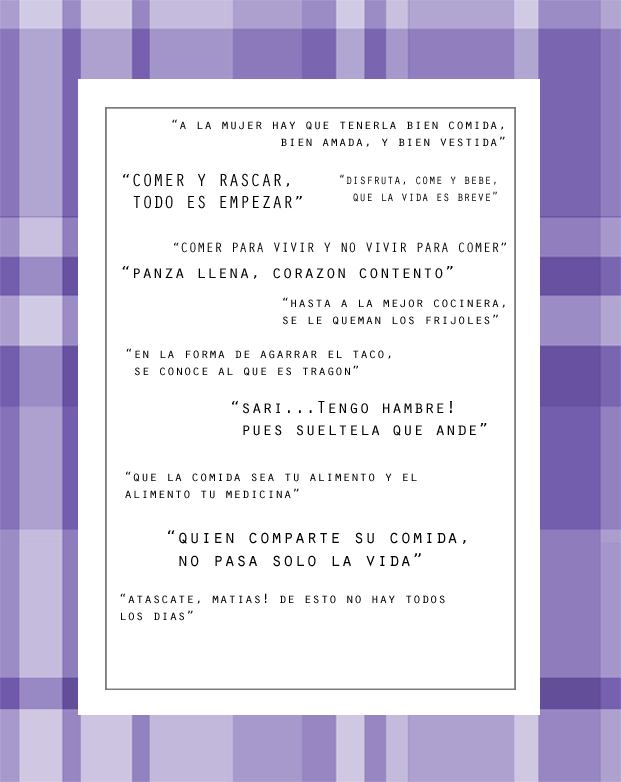 “A LA MUJER HAY QUE TENERLA BIEN COMIDA,
BIEN AMADA, Y BIEN VESTIDA”
“COMER Y RASCAR,
TODO ES EMPEZAR”
“DISFRUTA, COME Y BEBE,
QUE LA VIDA ES BREVE”
“COMER PARA VIVIR Y NO VIVIR PARA COMER”
“PANZA LLENA, CORAZON CONTENTO”
“HASTA A LA MEJOR COCINERA,
SE LE QUEMAN LOS FRIJOLES”
“EN LA FORMA DE AGARRAR EL TACO,
SE CONOCE AL QUE ES TRAGON”
“SARI...TENGO HAMBRE!
PUES SUELTELA QUE ANDE”
“QUE LA COMIDA SEA TU ALIMENTO Y EL
ALIMENTO TU MEDICINA”
“QUIEN COMPARTE SU COMIDA,
NO PASA SOLO LA VIDA”
“ATASCATE, MATIAS! DE ESTO NO HAY TODOS
LOS DIAS”